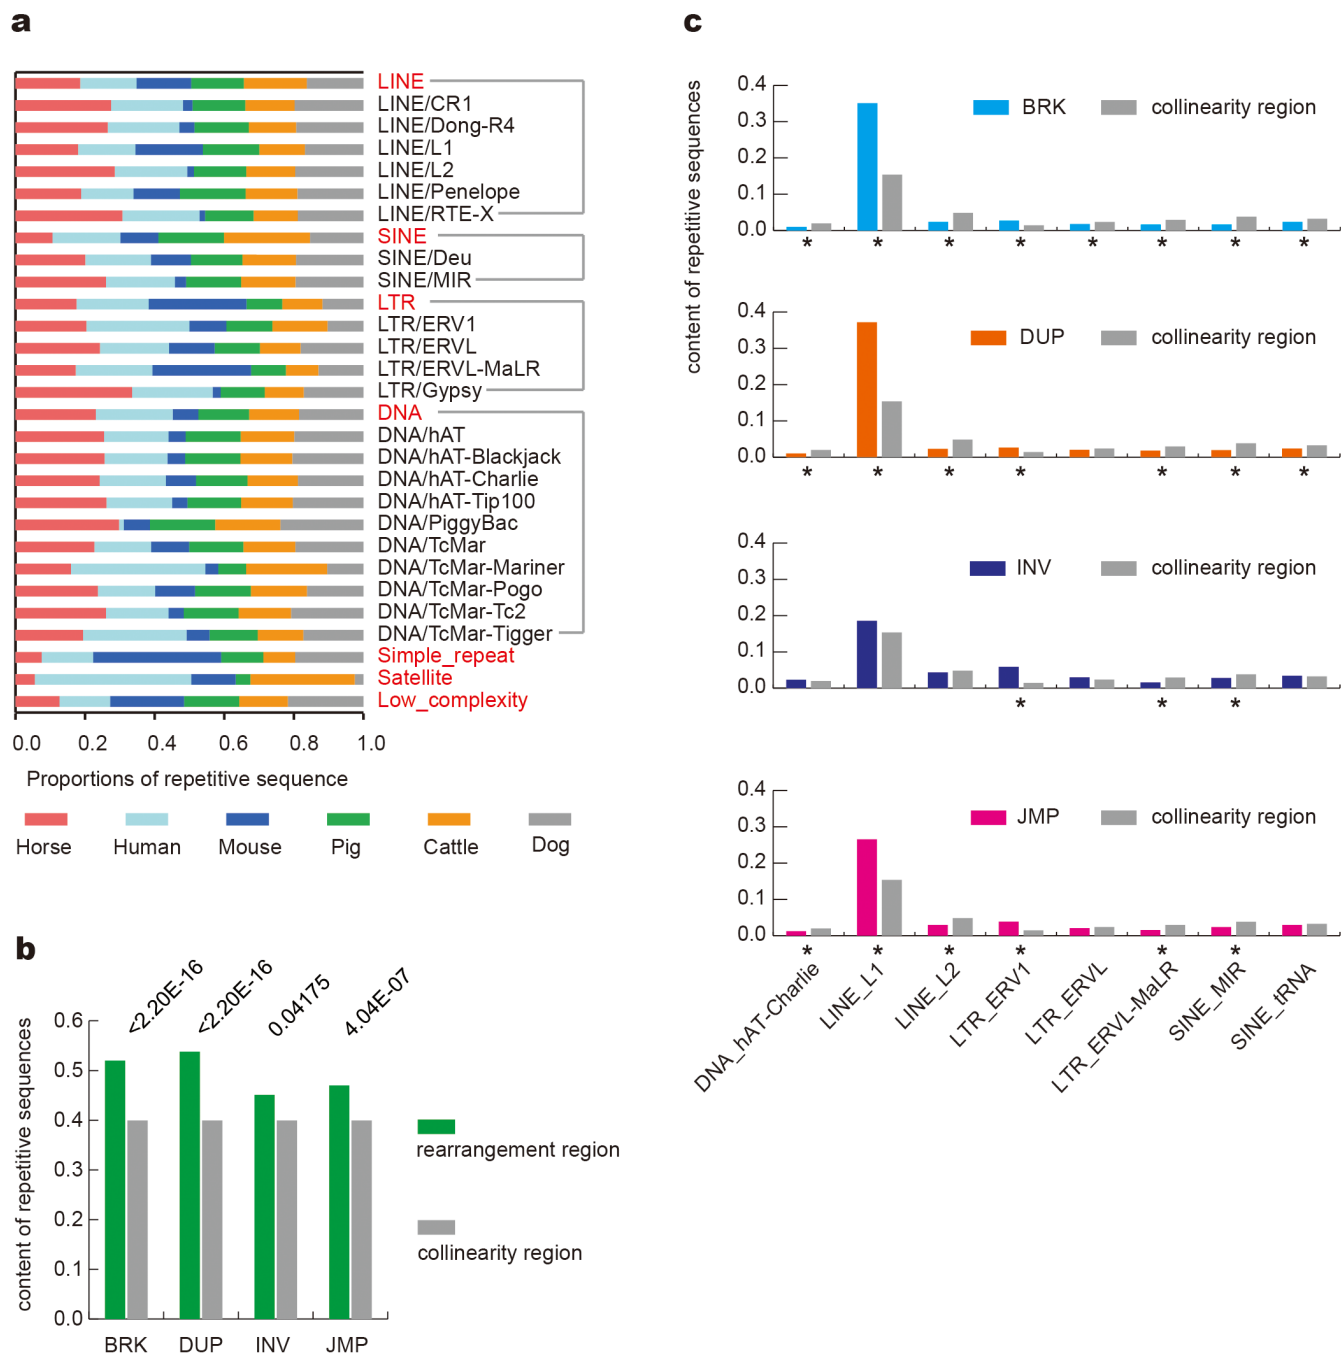 a
LINE
LINE/CR1
LINE/Dong-R4
LINE/L1
LINE/L2
LINE/Penelope
LINE/RTE-X
SINE
SINE/Deu
SINE/MIR
LTR
LTR/ERV1
LTR/ERVL
LTR/ERVL-MaLR
LTR/Gypsy
DNA
DNA/hAT
DNA/hAT-Blackjack
DNA/hAT-Charlie
DNA/hAT-Tip100
DNA/PiggyBac
DNA/TcMar
DNA/TcMar-Mariner
DNA/TcMar-Pogo
DNA/TcMar-Tc2
DNA/TcMar-Tigger
Simple_repeat
Satellite
Low_complexity
0.0 0.2 0.4 0.6 0.8 1.0
Proportions of repetitive sequence
Horse Human Mouse Pig Cattle Dog
b
<2.20E-16 <2.20E-16 0.04175 4.04E-07
content of repetitive sequences
0.6
0.5
0.4
0.3
0.2
0.1
0.0
BRK DUP INV JMP
rearrangement region
collinearity region
c
content of repetitive sequences
0.4
0.3
0.2
0.1
0.0
BRK collinearity region
* * * * * * * *
0.4
0.3
0.2
0.1
0.0
DUP collinearity region
* * * * * * *
0.4
0.3
0.2
0.1
0.0
INV collinearity region
* * *
0.4
0.3
0.2
0.1
0.0
JMP collinearity region
* * * * * *
DNA_hAT-Charlie
LINE_L1
LINE_L2
LTR_ERV1
LTR_ERVL
LTR_ERVL-MaLR
SINE_MIR
SINE_tRNA